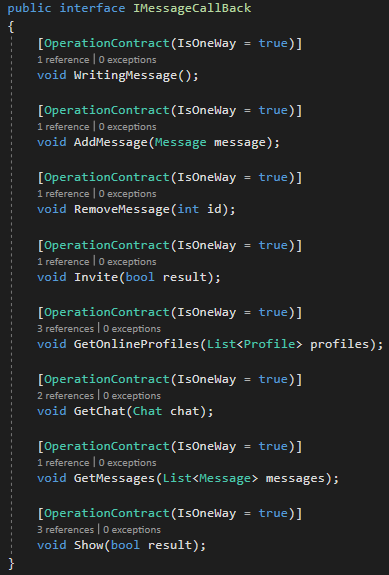 public interface IMessageCallBack
{
[OperationContract(IsOneWay = true)]
1 reference | 0 exceptions
void WritingMessage();
[OperationContract(IsOneWay = true)]
1 reference | 0 exceptions
void AddMessage(Message message);
[OperationContract(IsOneWay = true)]
1 reference | 0 exceptions
void RemoveMessage(int id);
[OperationContract(IsOneWay = true)]
1 reference | 0 exceptions
void Invite(bool result);
[OperationContract(IsOneWay = true)]
3 references | 0 exceptions
void GetOnlineProfiles(List<Profile> profiles);
[OperationContract(IsOneWay = true)]
2 references | 0 exceptions
void GetChat(Chat chat);
[OperationContract(IsOneWay = true)]
1 reference | 0 exceptions
void GetMessages(List<Message> messages);
[OperationContract(IsOneWay = true)]
3 references | 0 exceptions
void Show(bool result);
}